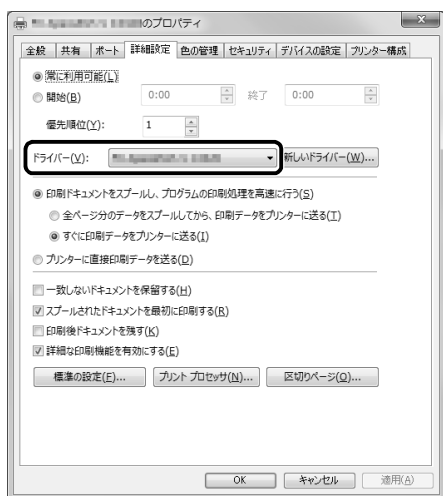 のプロパティ
全般 共有 ポート 詳細設定 色の管理 セキュリティ デバイスの設定 プリンター構成
常に利用可能(L)
開始(B) 0:00 終了 0:00
優先順位(Y): 1
ドライバー(V): 新しいドライバー(W)...
印刷ドキュメントをスプールし、プログラムの印刷処理を高速に行う(S)
全ページ分のデータをスプールしてから、印刷データをプリンターに送る(T)
すぐに印刷データをプリンターに送る(I)
プリンターに直接印刷データを送る(D)
一致しないドキュメントを保留する(H)
スプールされたドキュメントを最初に印刷する(R)
印刷後ドキュメントを残す(K)
詳細な印刷機能を有効にする(E)
標準の設定(F)... プリント プロセッサ(N)... 区切りページ(O)...
OK キャンセル 適用(A)